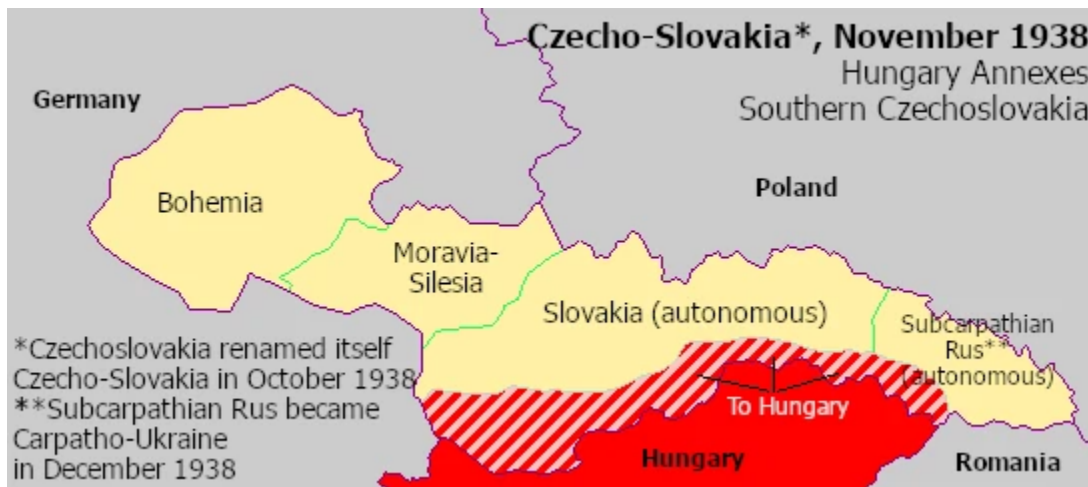 Czecho-Slovakia*, November 1938
Hungary Annexes
Southern Czechoslovakia
Germany
Poland
Bohemia
Moravia-
Silesia
Slovakia (autonomous)
Subcarpathian
Rus**
(autonomous)
To Hungary
Hungary
Romania
*Czechoslovakia renamed itself
Czecho-Slovakia in October 1938
**Subcarpathian Rus became
Carpatho-Ukraine
in December 1938